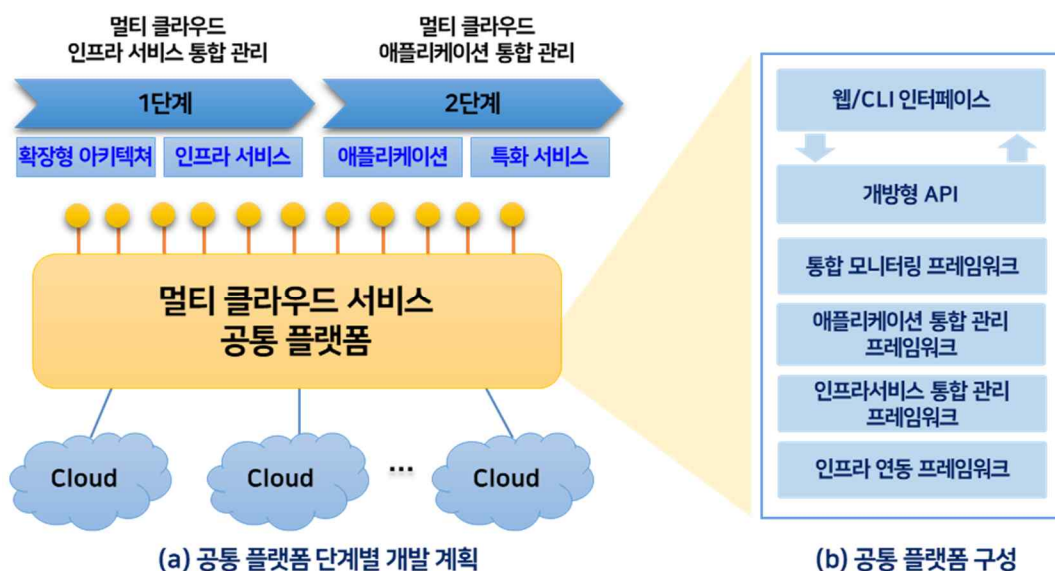 멀티 클라우드
인프라 서비스 통합 관리
멀티 클라우드
애플리케이션 통합 관리
1단계
2단계
확장형 아키텍쳐
인프라 서비스
애플리케이션
특화 서비스
멀티 클라우드 서비스
공통 플랫폼
Cloud
Cloud
...
Cloud
(a) 공통 플랫폼 단계별 개발 계획
웹/CLI 인터페이스
개방형 API
통합 모니터링 프레임워크
애플리케이션 통합 관리
프레임워크
인프라서비스 통합 관리
프레임워크
인프라 연동 프레임워크
(b) 공통 플랫폼 구성